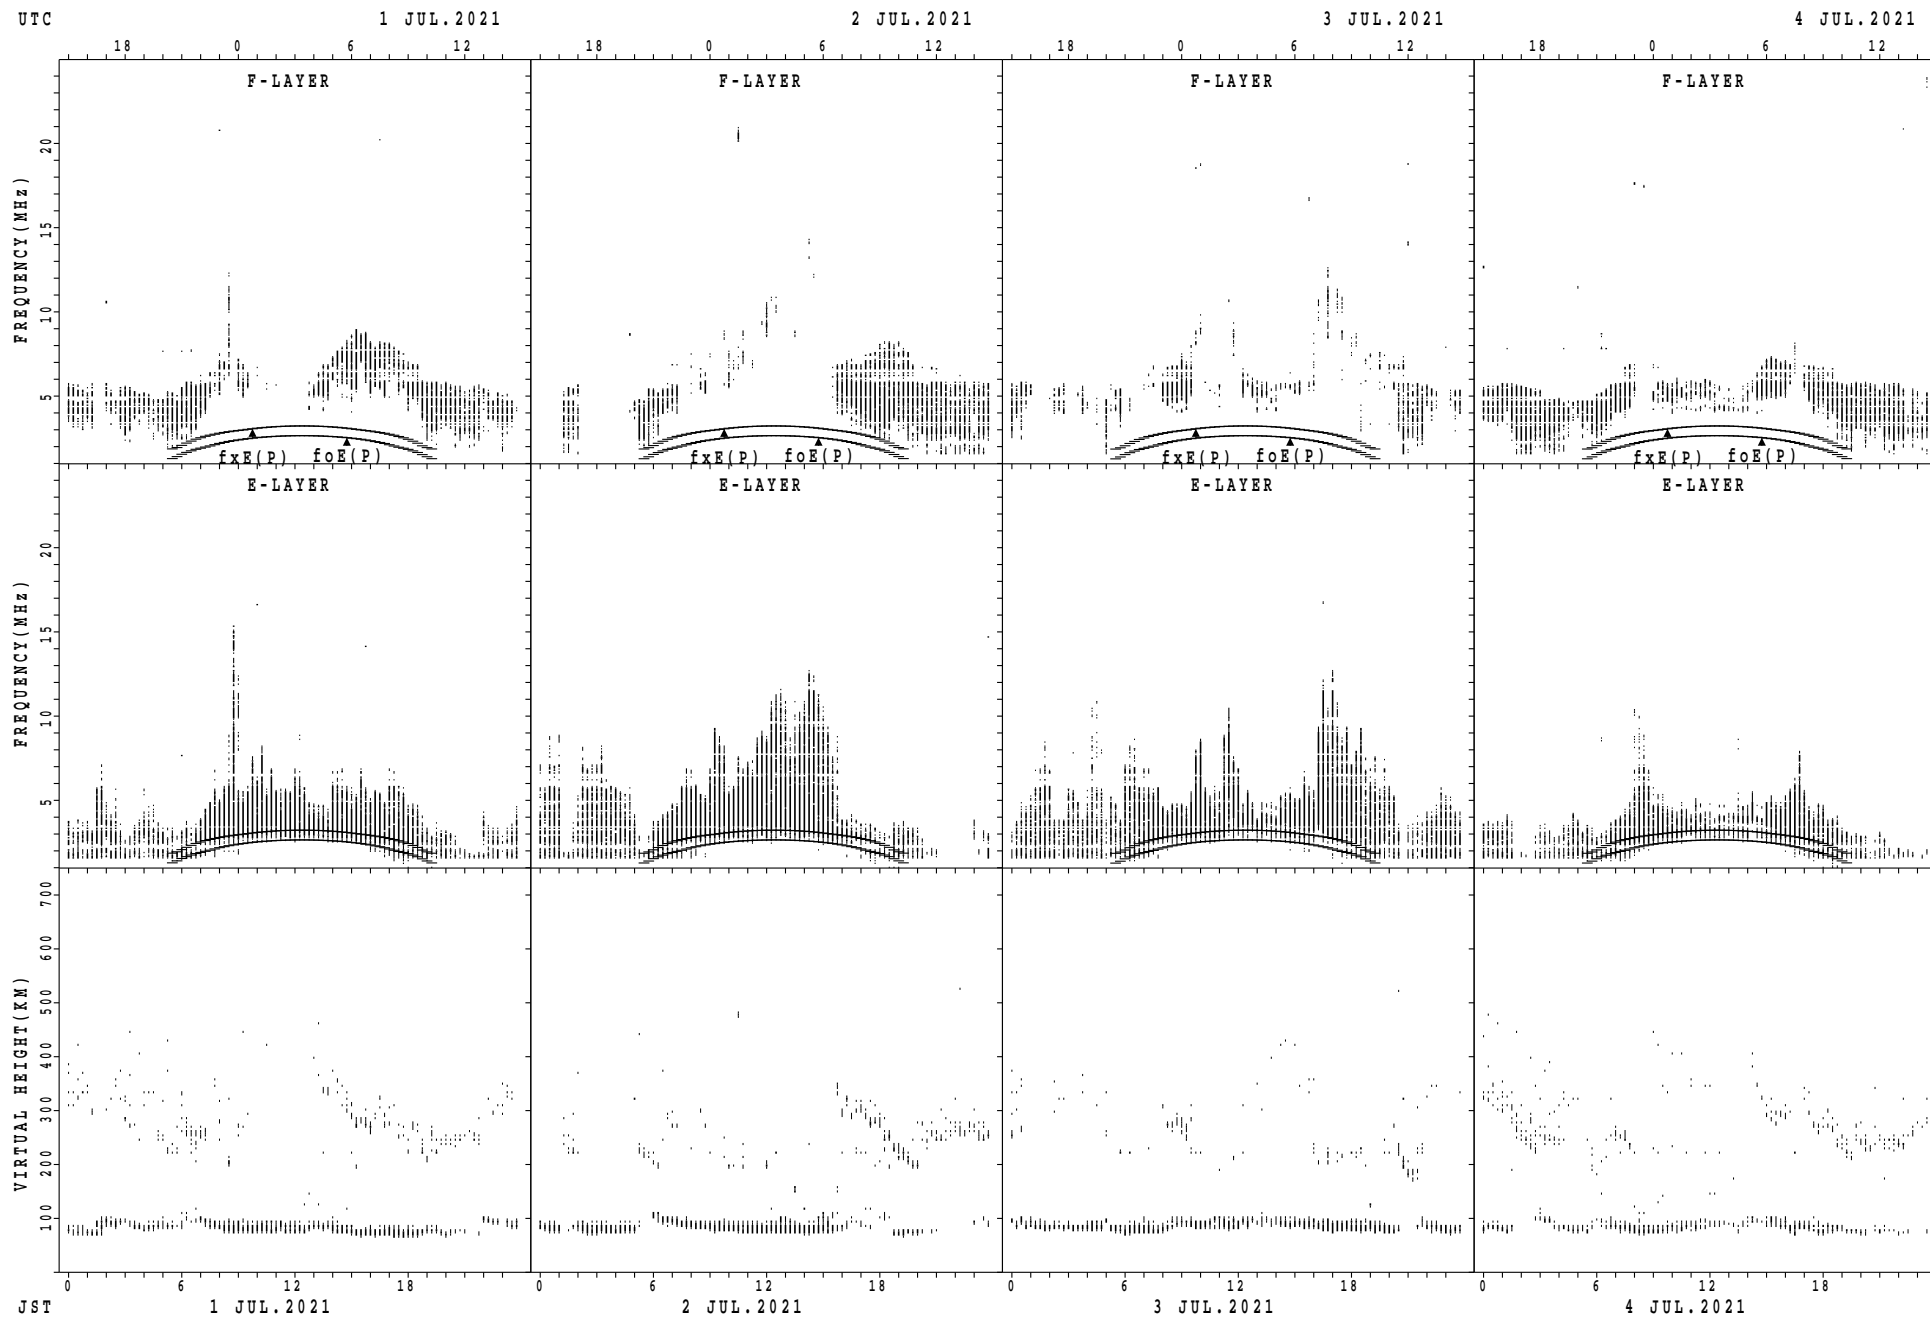 UTC 1 JUL.2021 2 JUL.2021 3 JUL.2021 4 JUL.2021
18 0 6 12 18 0 6 12 18 0 6 12 18 0 6 12
F-LAYER F-LAYER F-LAYER F-LAYER
FREQUENCY(MHz)
20
15
10
5
fxE(P) foE(P) fxE(P) foE(P) fxE(P) foE(P) fxE(P) foE(P)
E-LAYER E-LAYER E-LAYER E-LAYER
FREQUENCY(MHz)
20
15
10
5
VIRTUAL HEIGHT(KM)
700
600
500
400
300
200
100
0 6 12 18 0 6 12 18 0 6 12 18 0 6 12 18
JST 1 JUL.2021 2 JUL.2021 3 JUL.2021 4 JUL.2021